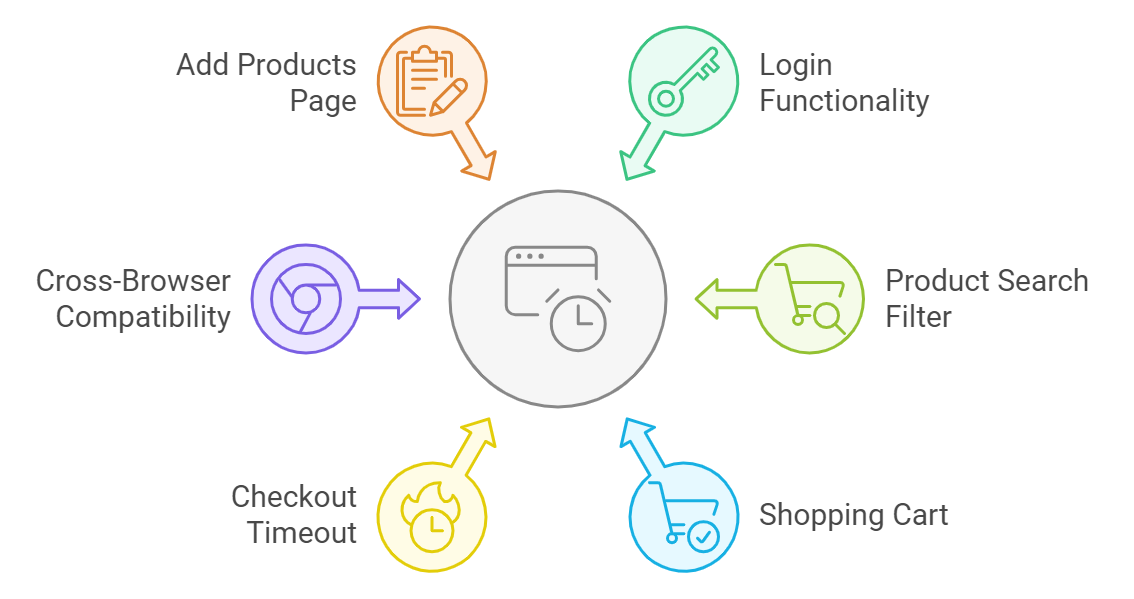 Add Products
Page
Login
Functionality
Cross-Browser
Compatibility
Product Search
Filter
Checkout
Timeout
Shopping Cart